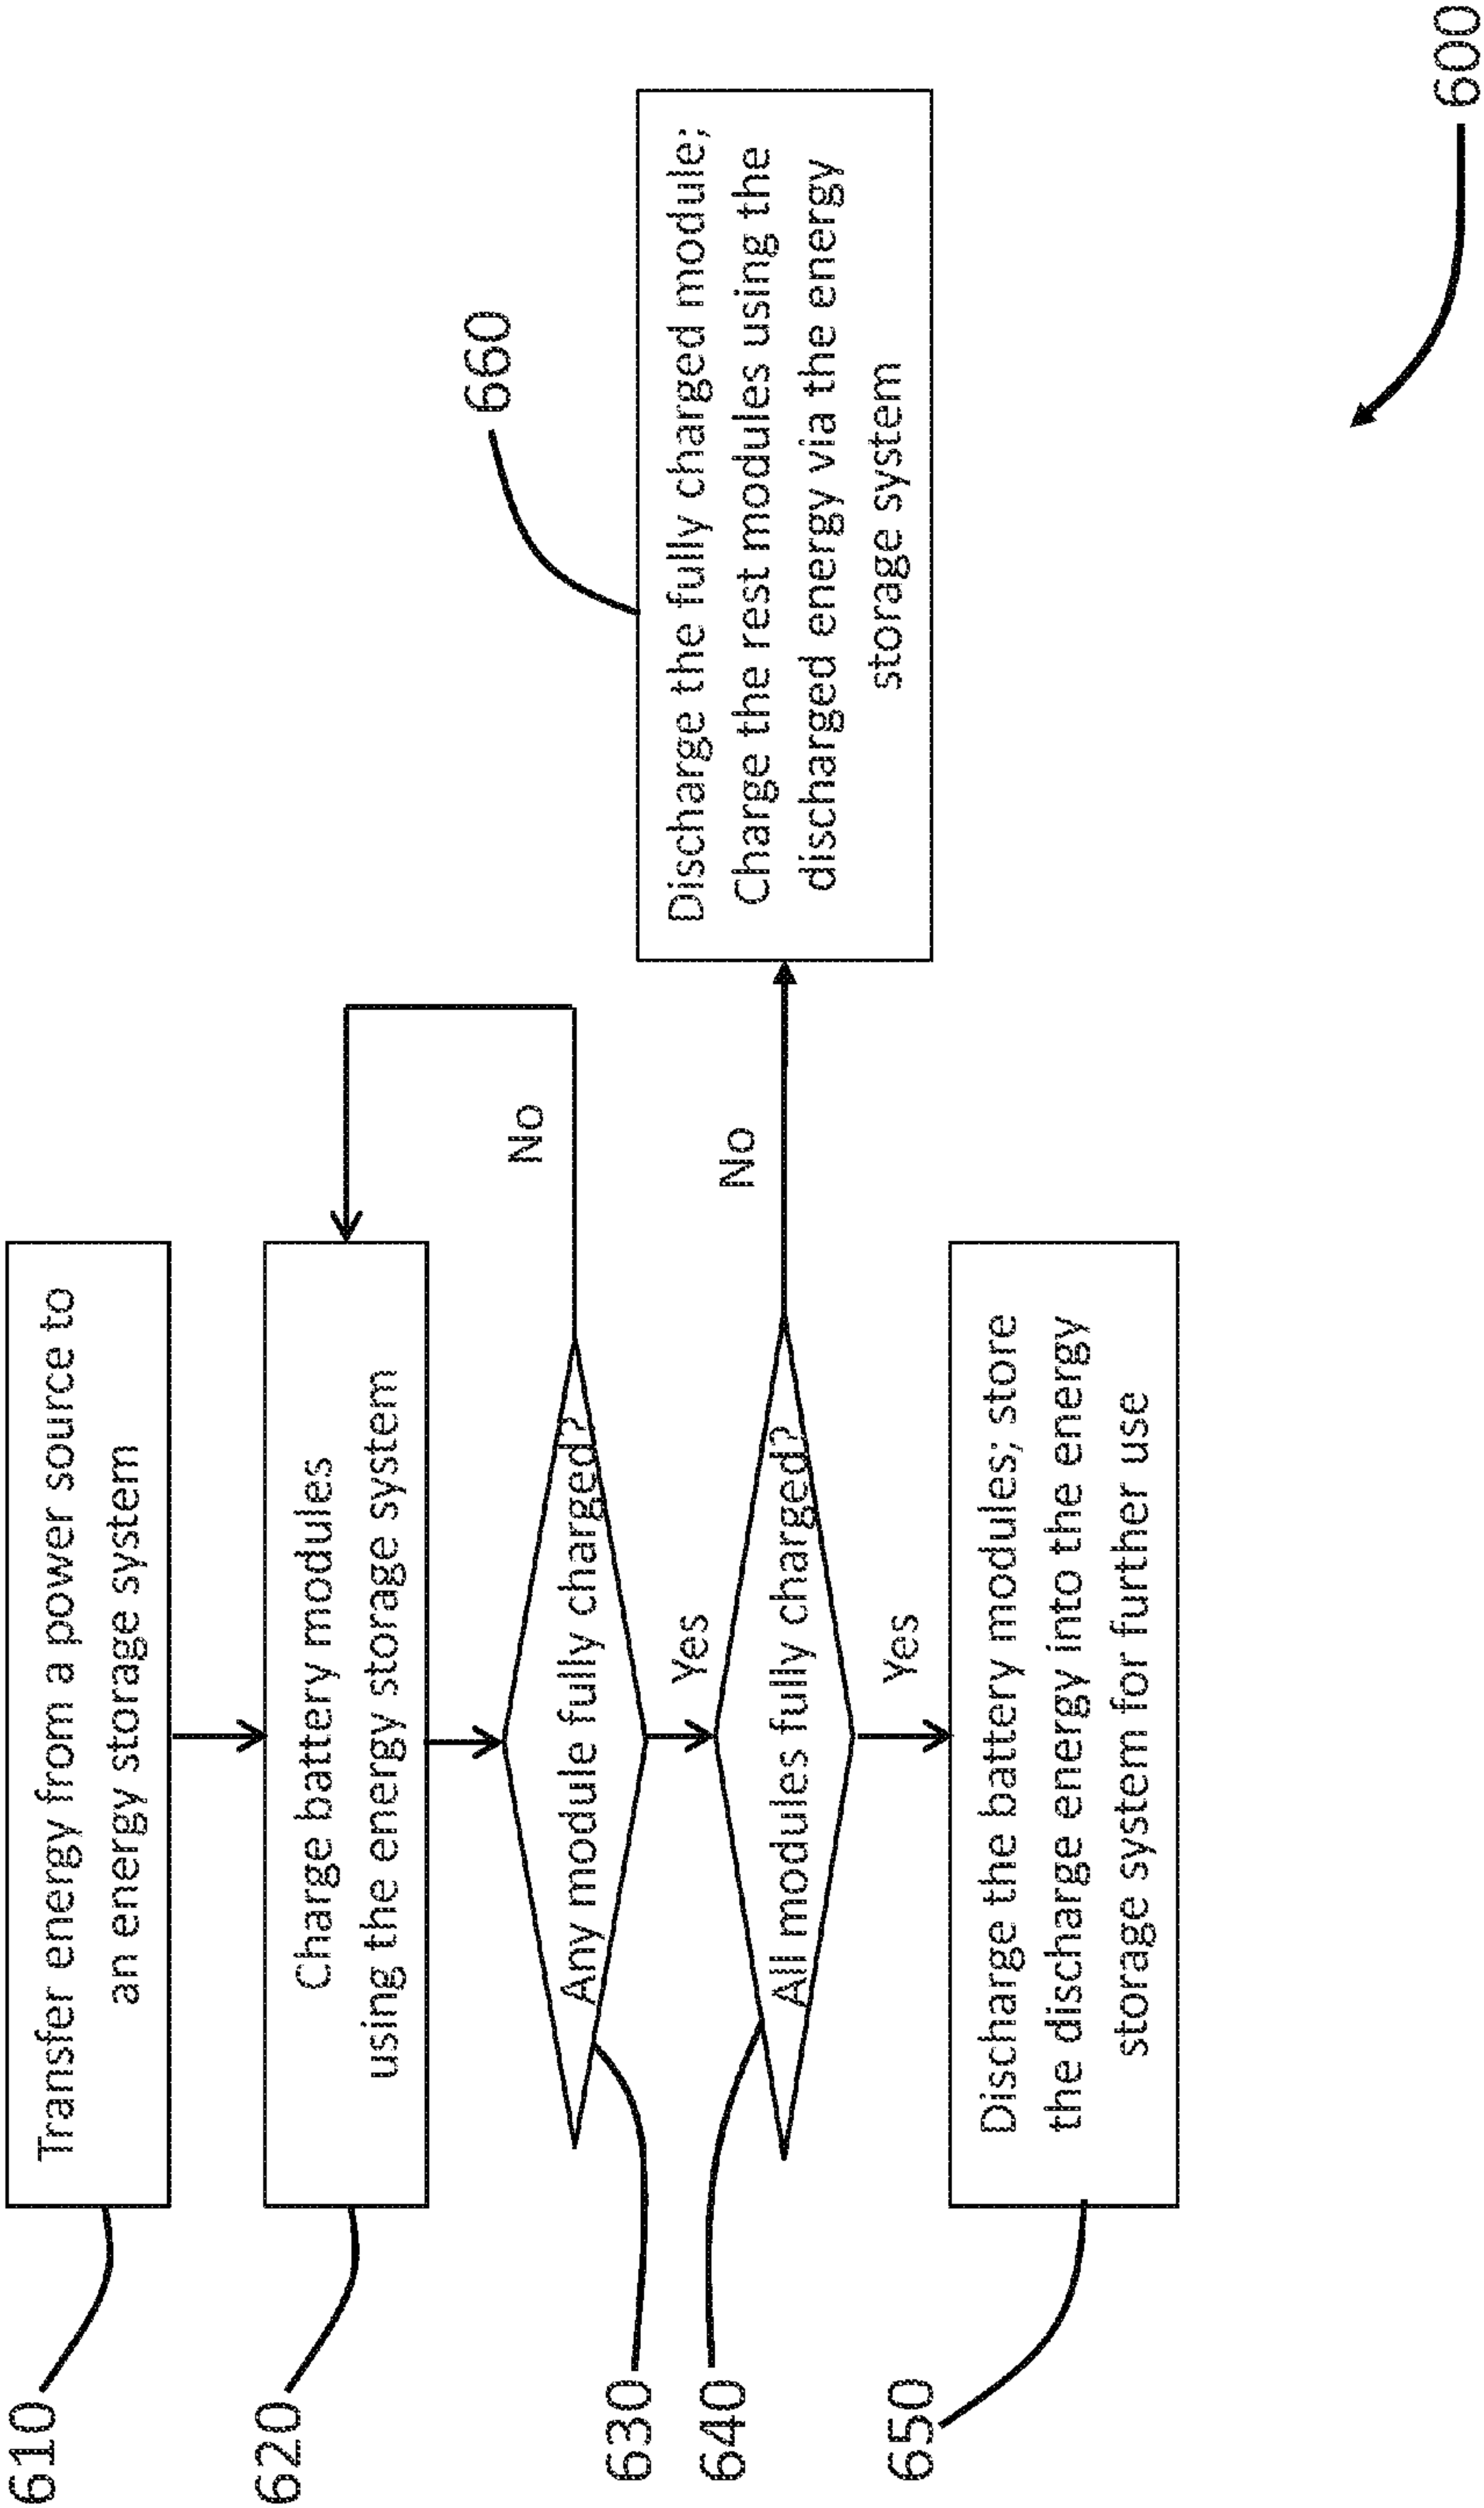 610
Transfer energy from a power source to
an energy storage system
620
Charge battery modules
using the energy storage system
630
Any module fully charged?
No
Yes
640
All modules fully charged?
No
Yes
650
Discharge the battery modules; store
the discharge energy into the energy
storage system for further use
660
Discharge the fully charged module;
Charge the rest modules using the
discharged energy via the energy
storage system
600